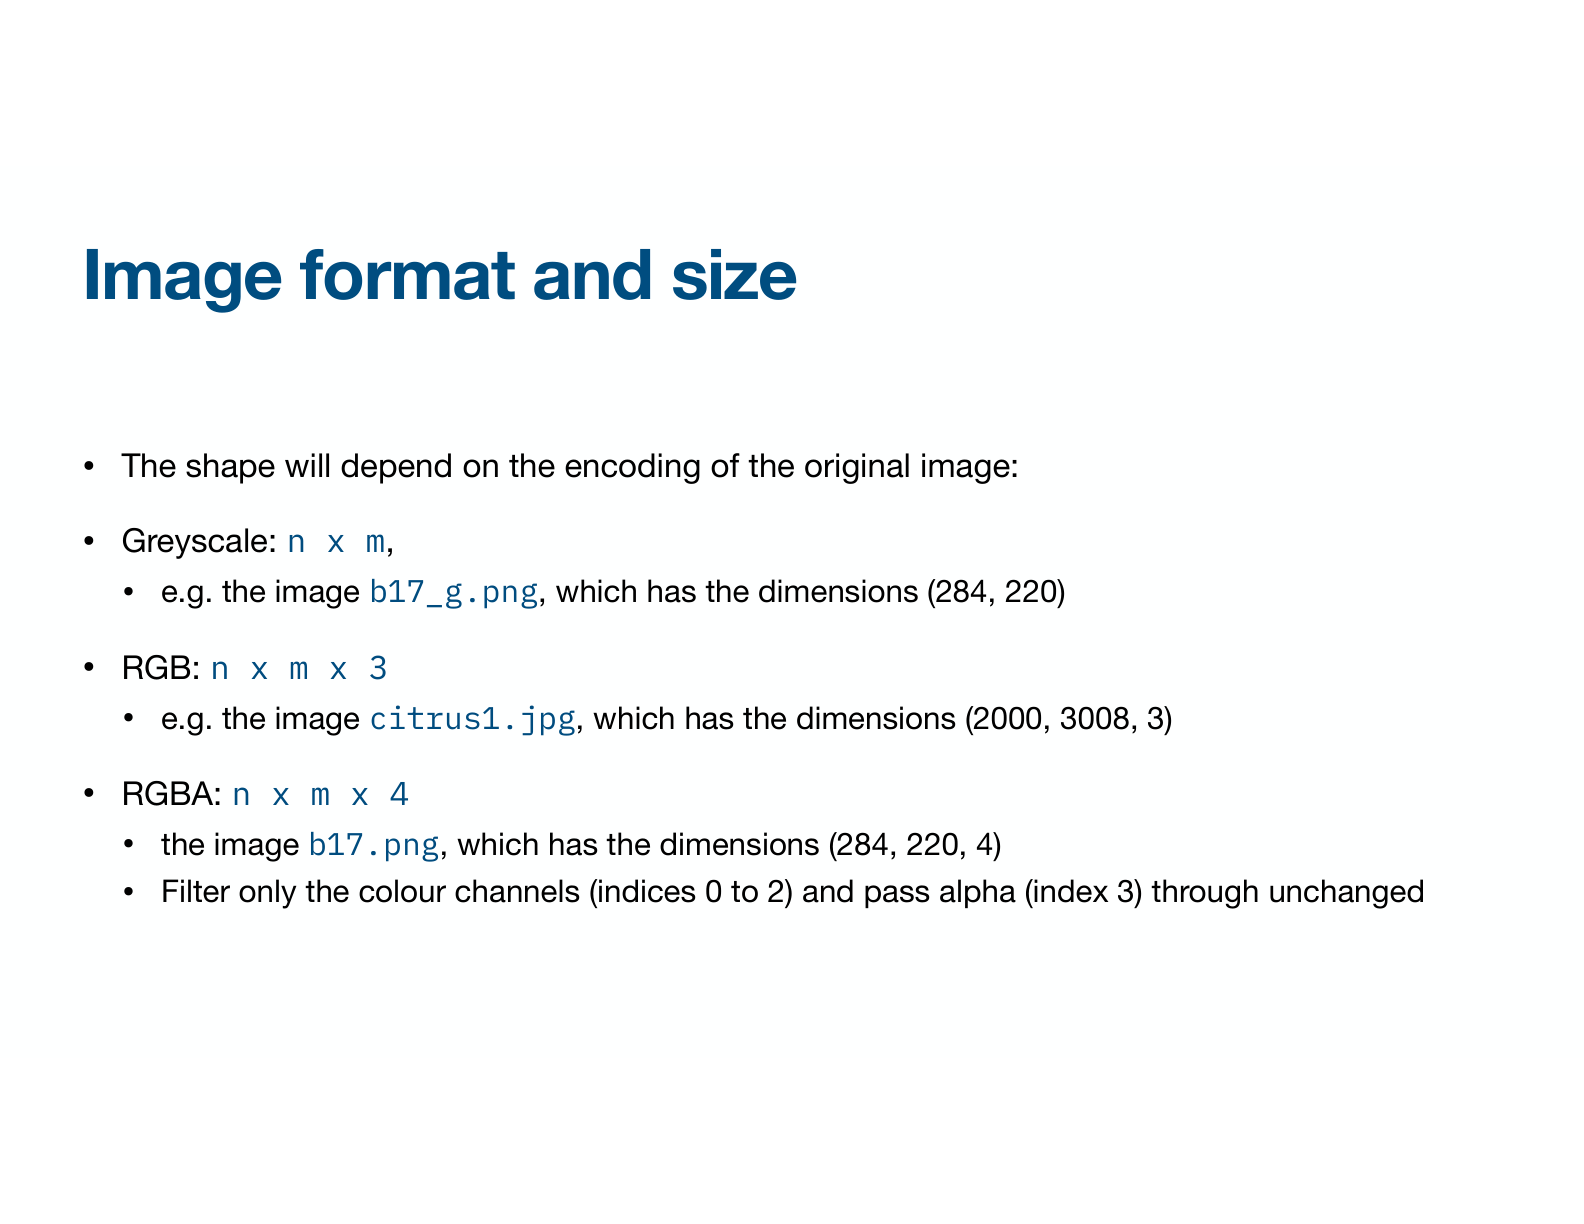 Image format and size
• The shape will depend on the encoding of the original image:
• Greyscale: n x m,
• e.g. the image b17_g.png, which has the dimensions (284, 220)
• RGB: n x m x 3
• e.g. the image citrus1.jpg, which has the dimensions (2000, 3008, 3)
• RGBA: n x m x 4
• the image b17.png, which has the dimensions (284, 220, 4)
• Filter only the colour channels (indices 0 to 2) and pass alpha (index 3) through unchanged